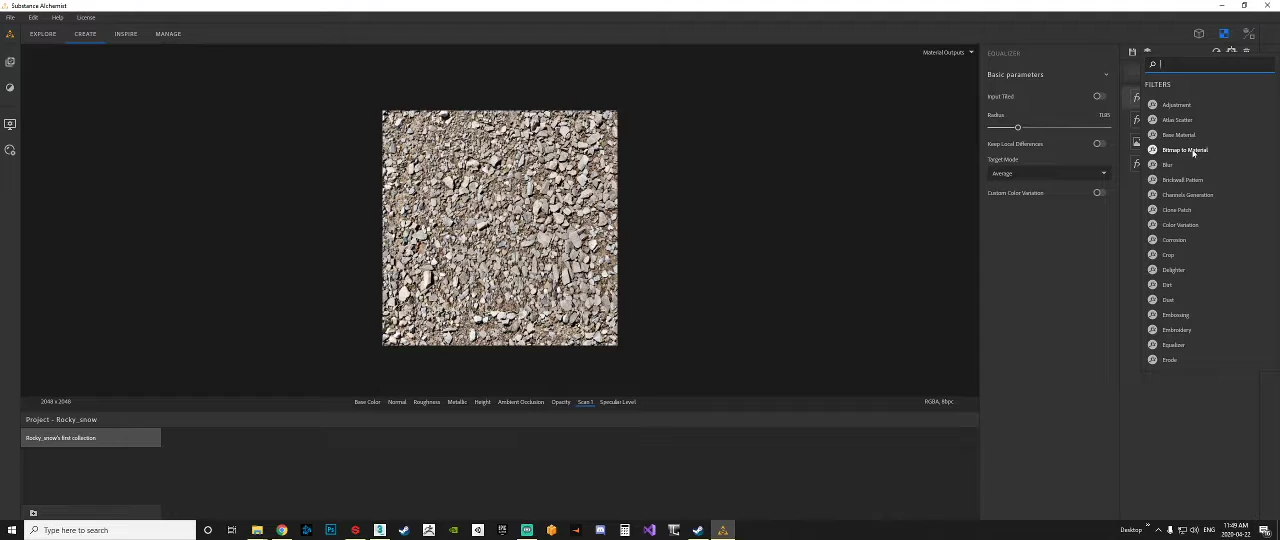 Substance Alchemist
File Edit Help License
EXPLORE CREATE INSPIRE MANAGE
Material Outputs
EQUALIZER
Basic parameters
Input Tiled
Radius
Keep Local Differences
Target Mode
Average
Custom Color Variation
FILTERS
Adjustment
Atlas Scatter
Base Material
Bitmap to Material
Blur
Brickwall Pattern
Channels Generation
Clone Patch
Color Variation
Corrosion
Crop
Delighter
Dirt
Dust
Embossing
Embroidery
Equalizer
Erode
2048 x 2048 Base Color Normal Roughness Metallic Height Ambient Occlusion Opacity Scan 1 Specular Level RGBA, 8bpc
Project - Rocky_snow
Rocky_snow's first collection
Type here to search
Desktop
ENG
11:49 AM
2020-04-22